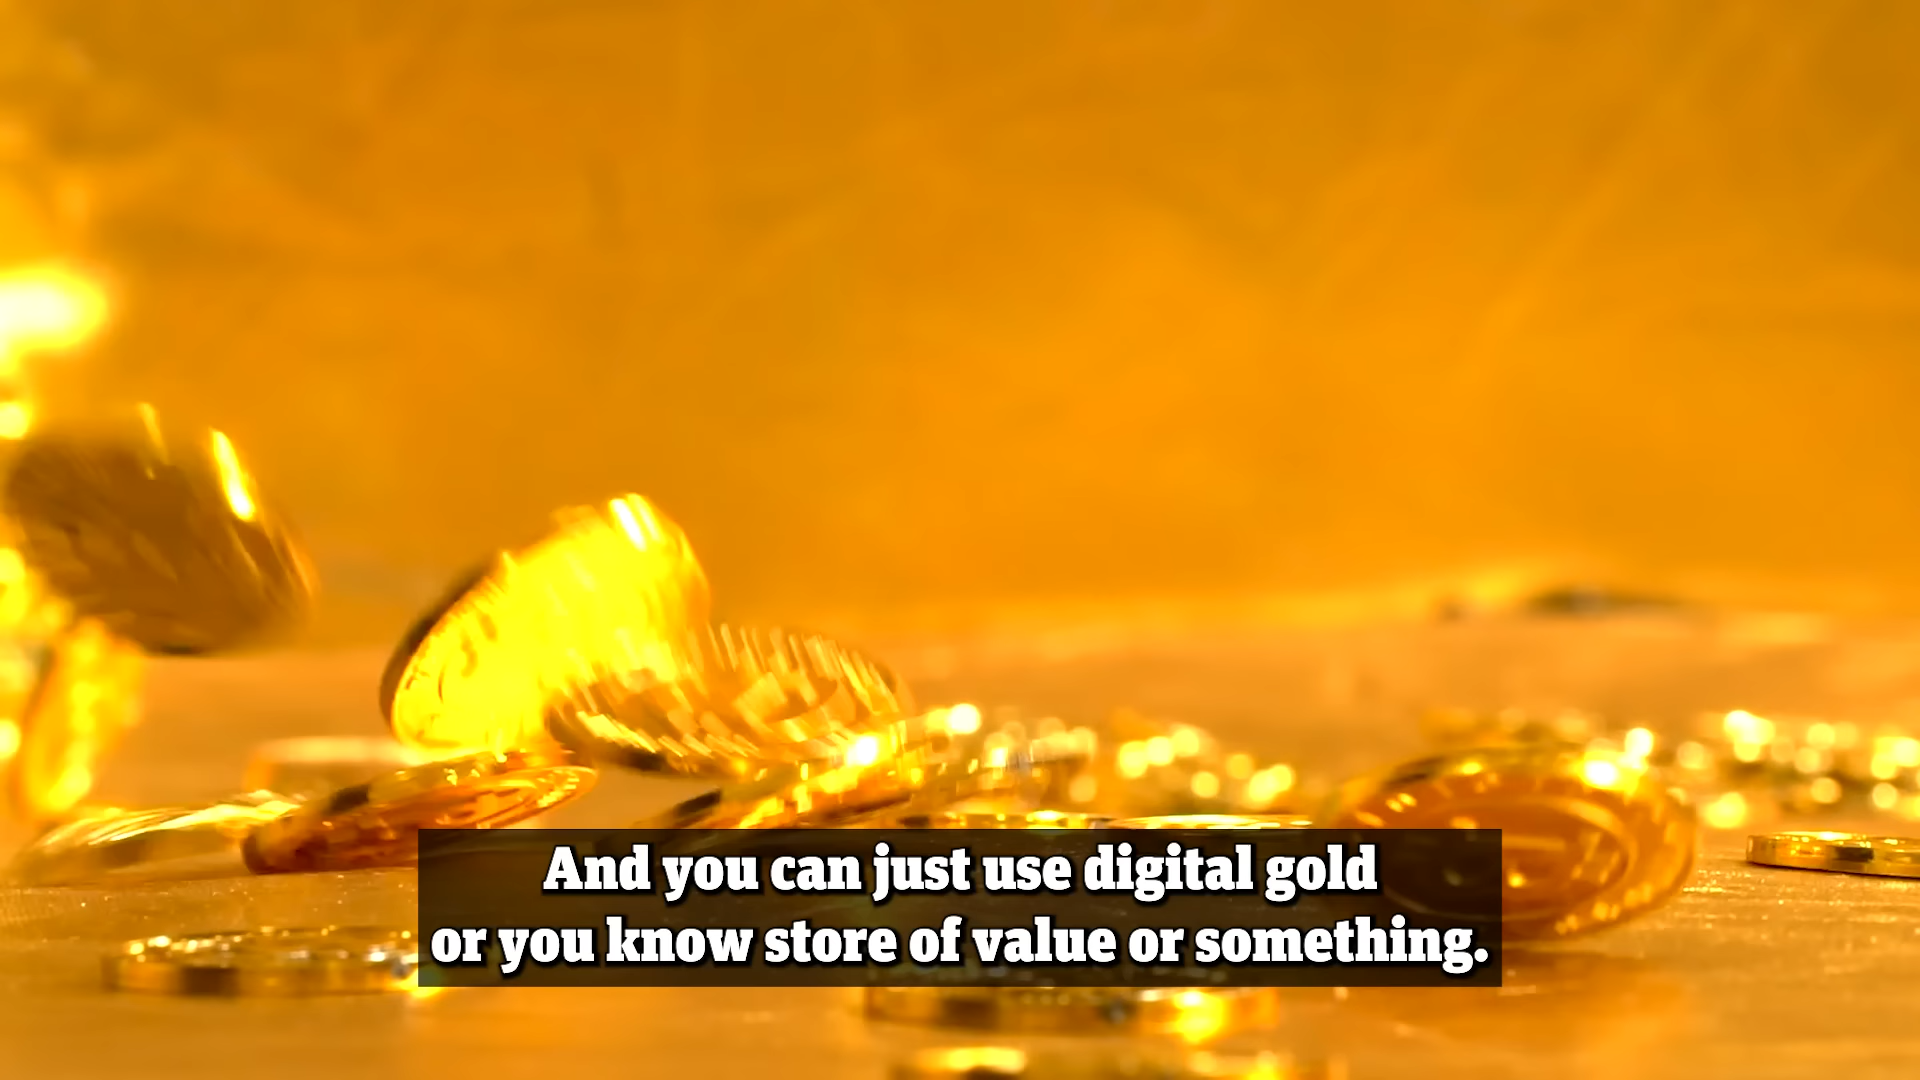 And you can just use digital gold
or you know store of value or something.